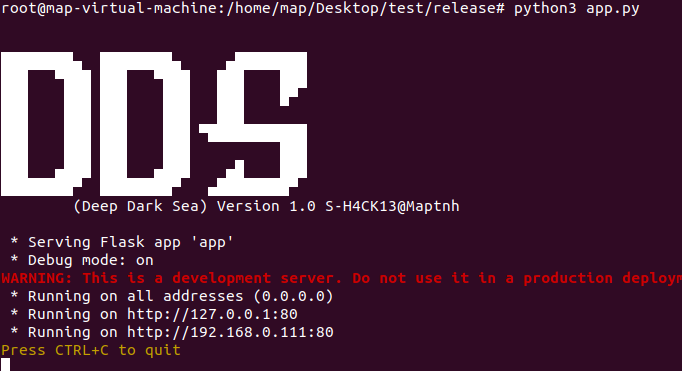 root@map-virtual-machine:/home/map/Desktop/test/release# python3 app.py
DDS
(Deep Dark Sea) Version 1.0 S-H4CK13@Maptnh
* Serving Flask app 'app'
* Debug mode: on
WARNING: This is a development server. Do not use it in a production deploym
* Running on all addresses (0.0.0.0)
* Running on http://127.0.0.1:80
* Running on http://192.168.0.111:80
Press CTRL+C to quit